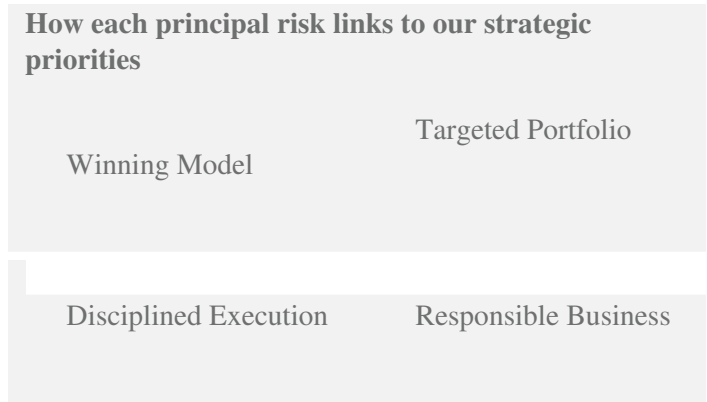 How each principal risk links to our strategic
priorities
Targeted Portfolio
Winning Model
Disciplined Execution
Responsible Business